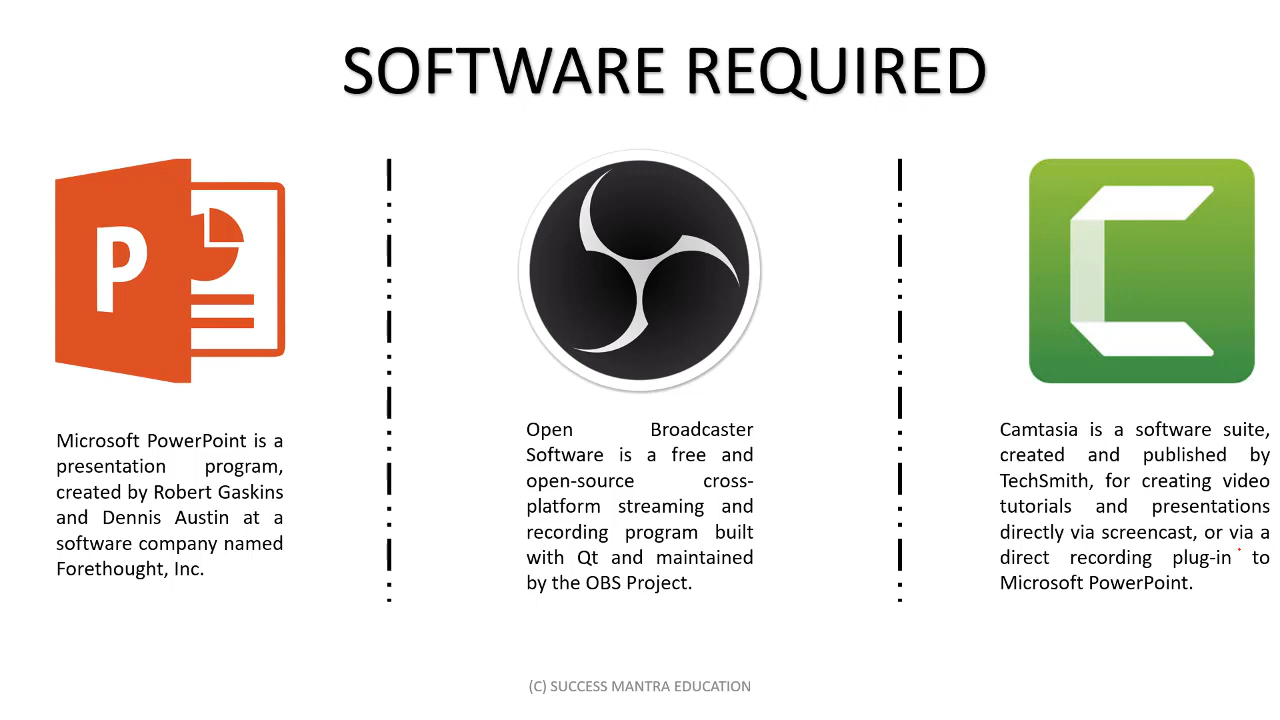 SOFTWARE REQUIRED
P
Microsoft PowerPoint is a
presentation program,
created by Robert Gaskins
and Dennis Austin at a
software company named
Forethought, Inc.
Open Broadcaster
Software is a free and
open-source cross-
platform streaming and
recording program built
with Qt and maintained
by the OBS Project.
C
Camtasia is a software suite,
created and published by
TechSmith, for creating video
tutorials and presentations
directly via screencast, or via a
direct recording plug-in to
Microsoft PowerPoint.
(C) SUCCESS MANTRA EDUCATION